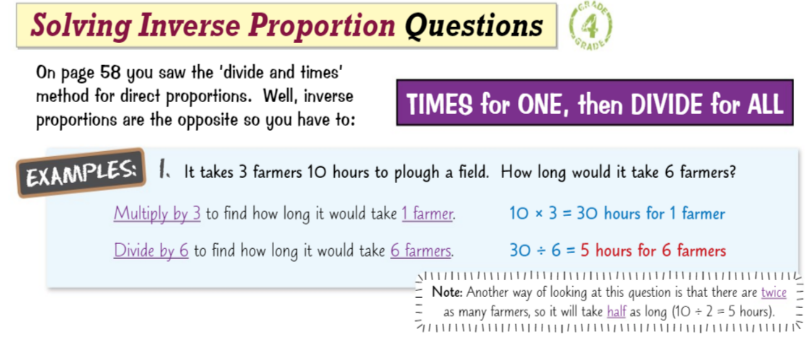 Solving Inverse Proportion Questions
GRADE 4 GRADE
On page 58 you saw the 'divide and times'
method for direct proportions. Well, inverse
proportions are the opposite so you have to:
TIMES for ONE, then DIVIDE for ALL
EXAMPLES:
1. It takes 3 farmers 10 hours to plough a field. How long would it take 6 farmers?
Multiply by 3 to find how long it would take 1 farmer.
10 × 3 = 30 hours for 1 farmer
Divide by 6 to find how long it would take 6 farmers.
30 ÷ 6 = 5 hours for 6 farmers
Note: Another way of looking at this question is that there are twice
as many farmers, so it will take half as long (10 ÷ 2 = 5 hours).